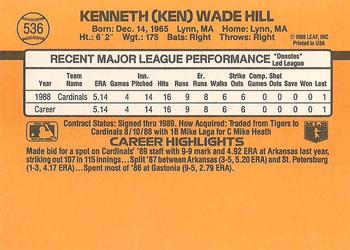 536
KENNETH (KEN) WADE HILL
Born: Dec. 14, 1965 Lynn, MA Home: Lynn, MA
Ht.: 6' 2" Wgt.: 175 Bats: Right Throws: Right
© 1988 LEAF, INC
PRINTED IN USA
RECENT MAJOR LEAGUE PERFORMANCE *Denotes Led League
Year Team Name ERA Games Inn Pitched Hits Runs Er. Runs Walks Strike Outs Comp Games Saves Won Lost
1988 Cardinals 5.14 4 14 16 9 8 6 6 0 0 0 1
Career 5.14 4 14 16 9 8 6 6 0 0 0 1
Contract Status: Signed thru 1989. How Acquired: Traded from Tigers to
Cardinals 8/10/86 with 1B Mike Laga for C Mike Heath
CAREER HIGHLIGHTS
Made bid for a spot on Cardinals' '89 staff with 9-9 mark and 4.92 ERA at Arkansas last
year, striking out 107 in 115 innings...Split '87 between Arkansas (3-5, 5.20 ERA) and St. Petersburg
(1-3, 4.17 ERA)....Spent most of '86 at Gastonia (9-5, 2.79 ERA).